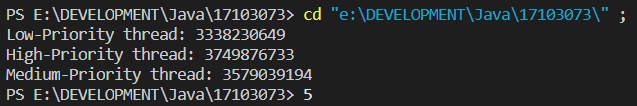 PS E:\DEVELOPMENT\Java\17103073> cd "e:\DEVELOPMENT\Java\17103073\" ;
Low-Priority thread: 3338230649
High-Priority thread: 3749876733
Medium-Priority thread: 3579039194
PS E:\DEVELOPMENT\Java\17103073> 5